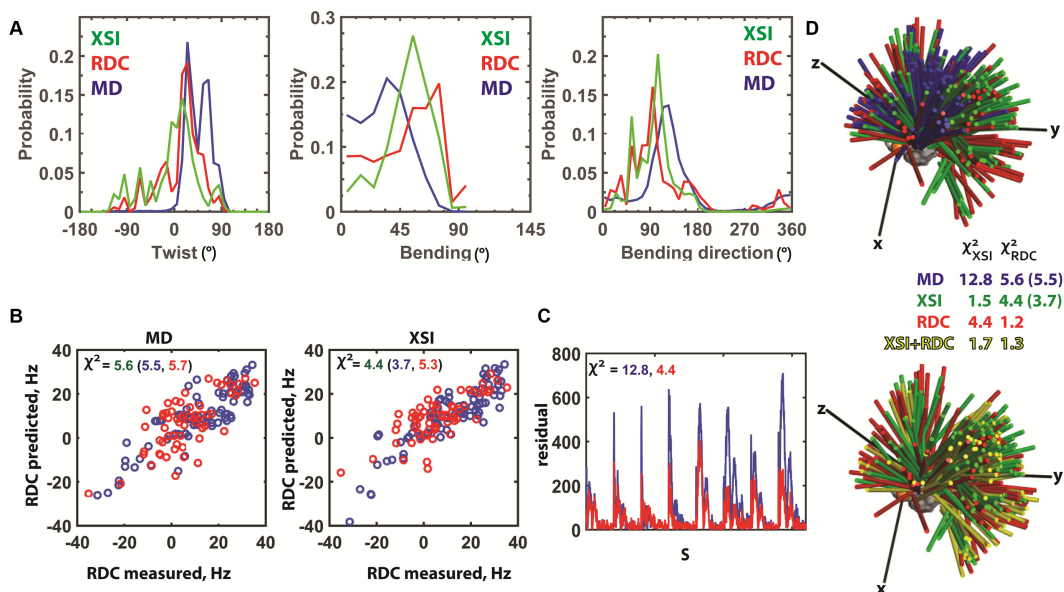 A
XSI
RDC
MD
Probability
0.2
0.15
0.1
0.05
0
-180
-90
0
90
180
Twist (°)
XSI
RDC
MD
Probability
0.3
0.2
0.1
0
0
45
90
145
Bending (°)
XSI
RDC
MD
Probability
0.2
0.15
0.1
0.05
0
0
90
180
270
360
Bending direction (°)
B
MD
χ² = 5.6 (5.5, 5.7)
RDC predicted, Hz
40
20
0
-20
-40
-40
-20
0
20
40
RDC measured, Hz
XSI
χ² = 4.4 (3.7, 5.3)
RDC predicted, Hz
40
20
0
-20
-40
-40
-20
0
20
40
RDC measured, Hz
C
χ² = 12.8, 4.4
residual
800
600
400
200
0
S
D
z
y
x
χ²XSI χ²RDC
MD 12.8 5.6 (5.5)
XSI 1.5 4.4 (3.7)
RDC 4.4 1.2
XSI+RDC 1.7 1.3
z
y
x